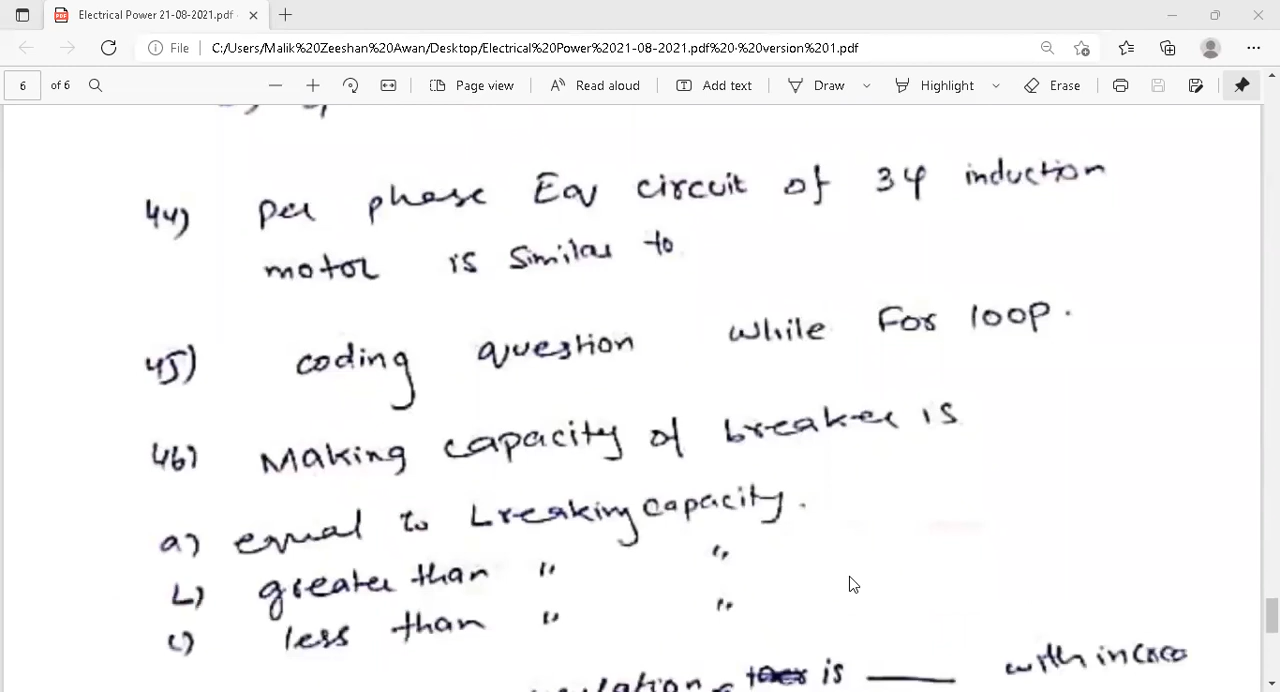 Electrical Power 21-08-2021.pdf
File C:/Users/Malik%20Zeeshan%20Awan/Desktop/Electrical%20Power%2021-08-2021.pdf%20-%20version%201.pdf
6 of 6 Page view Read aloud Add text Draw Highlight Erase
44) Per phase Eqv circuit of 3φ induction
motor is similar to
45) coding question while For loop.
46) Making capacity of breaker is
a) equal to breaking capacity.
b) greater than " "
c) less than " "
is ____ with increase